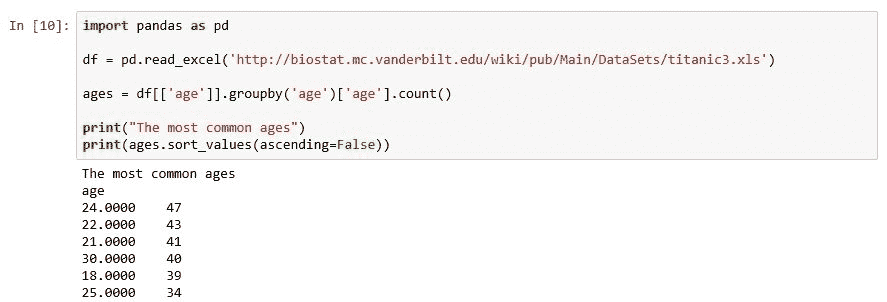 In [10]: import pandas as pd
df = pd.read_excel('http://biostat.mc.vanderbilt.edu/wiki/pub/Main/DataSets/titanic3.xls')
ages = df[['age']].groupby('age')['age'].count()
print("The most common ages")
print(ages.sort_values(ascending=False))
The most common ages
age
24.0000    47
22.0000    43
21.0000    41
30.0000    40
18.0000    39
25.0000    34